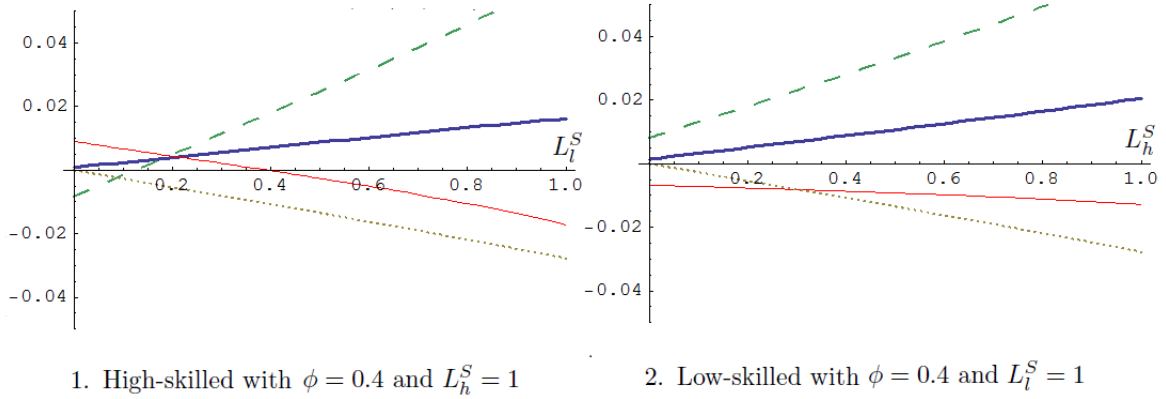 0.04
0.02
-0.02
-0.04
0.2 0.4 0.6 0.8 1.0
$L_l^S$
1. High-skilled with $\phi = 0.4$ and $L_h^S = 1$
0.04
0.02
-0.02
-0.04
0.2 0.4 0.6 0.8 1.0
$L_h^S$
2. Low-skilled with $\phi = 0.4$ and $L_l^S = 1$